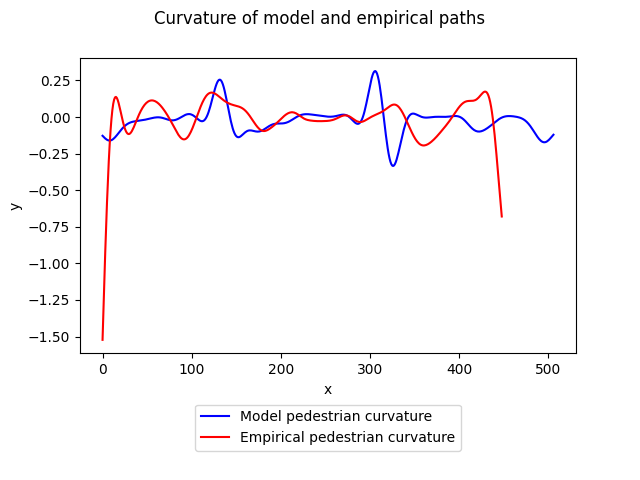 Curvature of model and empirical paths
0.25
0.00
−0.25
−0.50
−0.75
−1.00
−1.25
−1.50
y
0 100 200 300 400 500
x
Model pedestrian curvature
Empirical pedestrian curvature